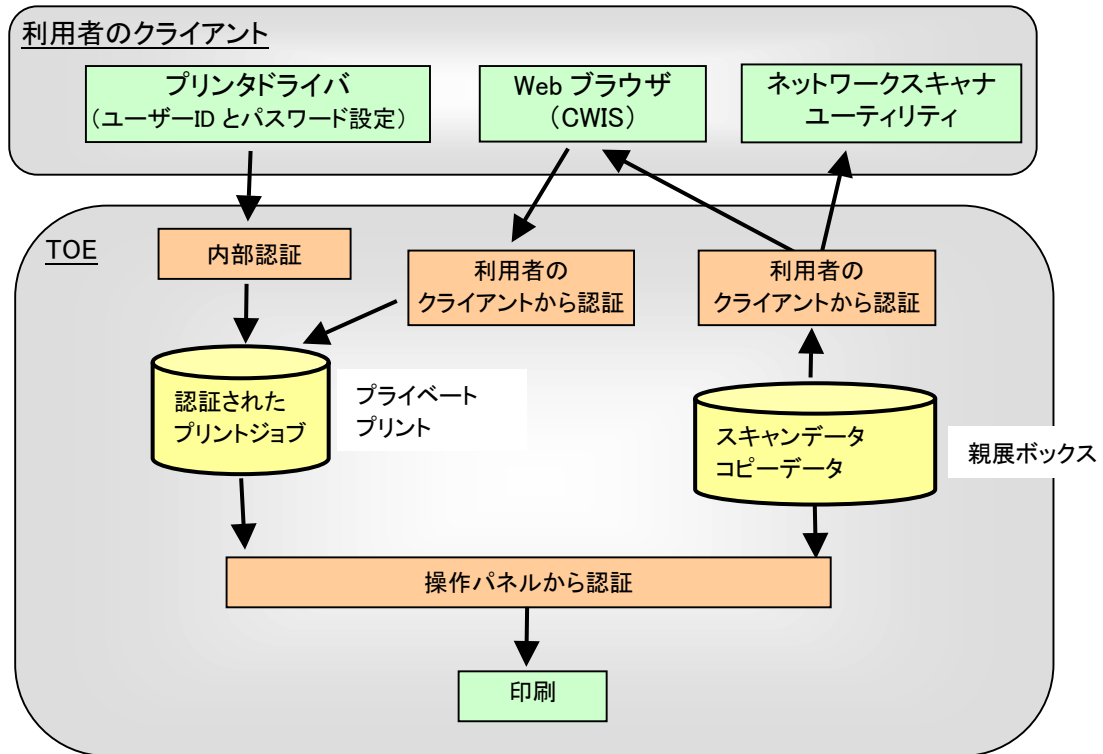 利用者のクライアント
プリンタドライバ
（ユーザーID とパスワード設定）
Web ブラウザ
（CWIS）
ネットワークスキャナ
ユーティリティ
TOE
内部認証
利用者の
クライアントから認証
利用者の
クライアントから認証
認証された
プリントジョブ
プライベート
プリント
スキャンデータ
コピーデータ
親展ボックス
操作パネルから認証
印刷